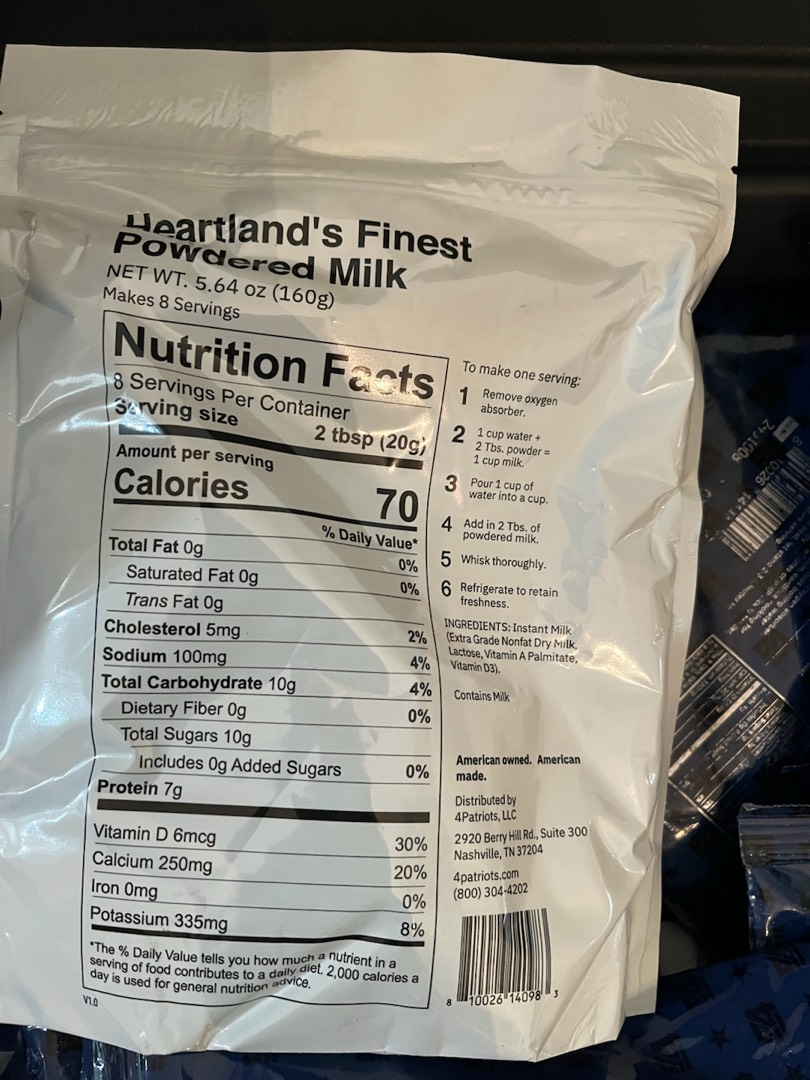 Heartland's Finest
Powdered Milk
NET WT. 5.64 oz (160g)
Makes 8 Servings
Nutrition Facts
8 Servings Per Container
Serving size 2 tbsp (20g)
Amount per serving
Calories 70
% Daily Value*
Total Fat 0g 0%
Saturated Fat 0g 0%
Trans Fat 0g
Cholesterol 5mg 2%
Sodium 100mg 4%
Total Carbohydrate 10g 4%
Dietary Fiber 0g 0%
Total Sugars 10g
Includes 0g Added Sugars 0%
Protein 7g
Vitamin D 6mcg 30%
Calcium 250mg 20%
Iron 0mg 0%
Potassium 335mg 8%
*The % Daily Value tells you how much a nutrient in a
serving of food contributes to a daily diet. 2,000 calories a
day is used for general nutrition advice.
V1.0
To make one serving:
1 Remove oxygen
absorber.
2 1 cup water +
2 Tbs. powder =
1 cup milk.
3 Pour 1 cup of
water into a cup.
4 Add in 2 Tbs. of
powdered milk.
5 Whisk thoroughly.
6 Refrigerate to retain
freshness.
INGREDIENTS: Instant Milk
(Extra Grade Nonfat Dry Milk,
Lactose, Vitamin A Palmitate,
Vitamin D3).
Contains Milk
American owned. American
made.
Distributed by
4Patriots, LLC
2920 Berry Hill Rd., Suite 300
Nashville, TN 37204
4patriots.com
(800) 304-4202
8 10026 14098 3